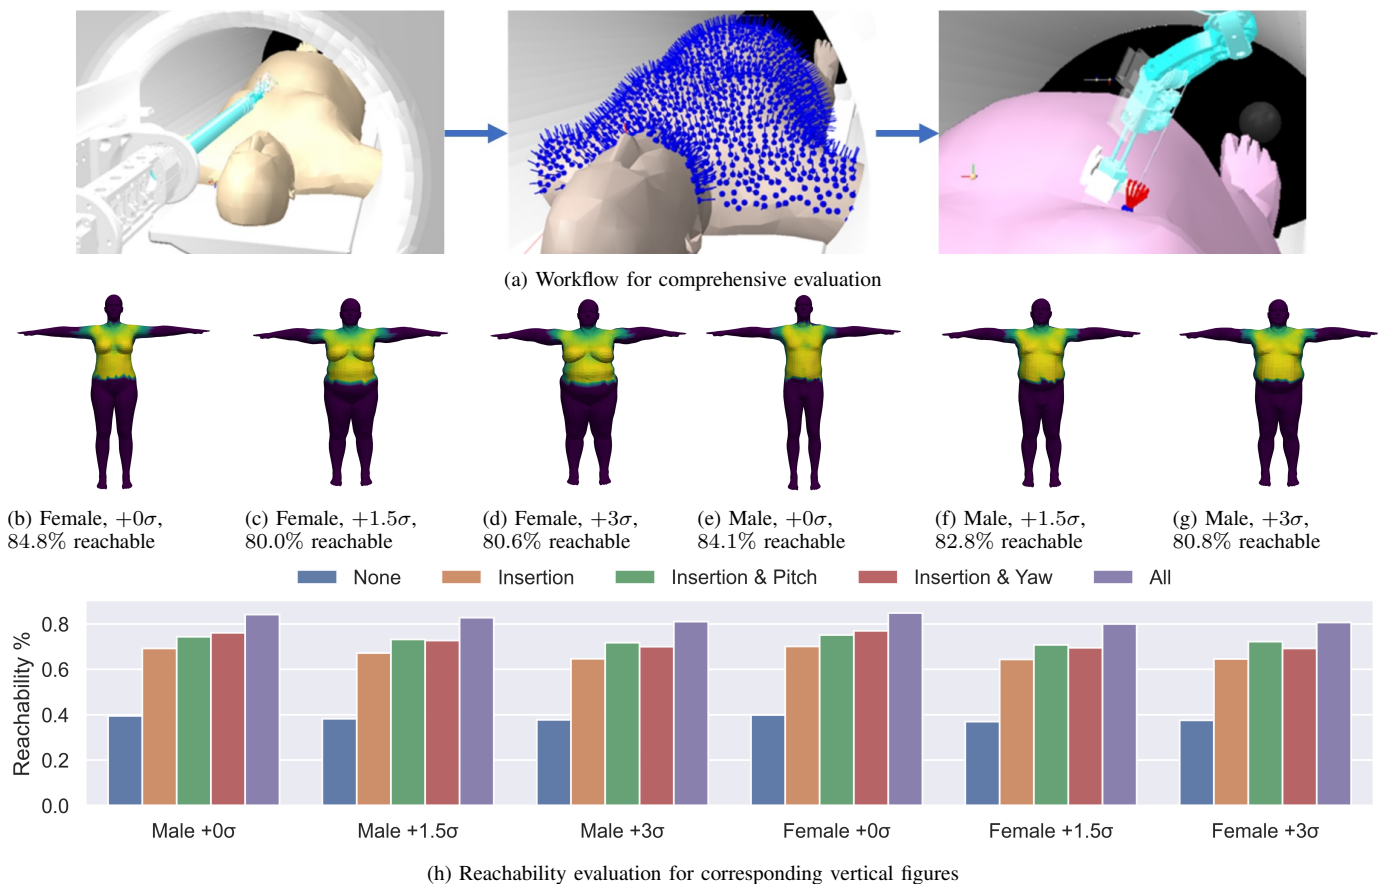 (a) Workflow for comprehensive evaluation
(b) Female, +0σ,
84.8% reachable
(c) Female, +1.5σ,
80.0% reachable
(d) Female, +3σ,
80.6% reachable
(e) Male, +0σ,
84.1% reachable
(f) Male, +1.5σ,
82.8% reachable
(g) Male, +3σ,
80.8% reachable
None Insertion Insertion & Pitch Insertion & Yaw All
Reachability %
0.8
0.6
0.4
0.2
0.0
Male +0σ Male +1.5σ Male +3σ Female +0σ Female +1.5σ Female +3σ
(h) Reachability evaluation for corresponding vertical figures